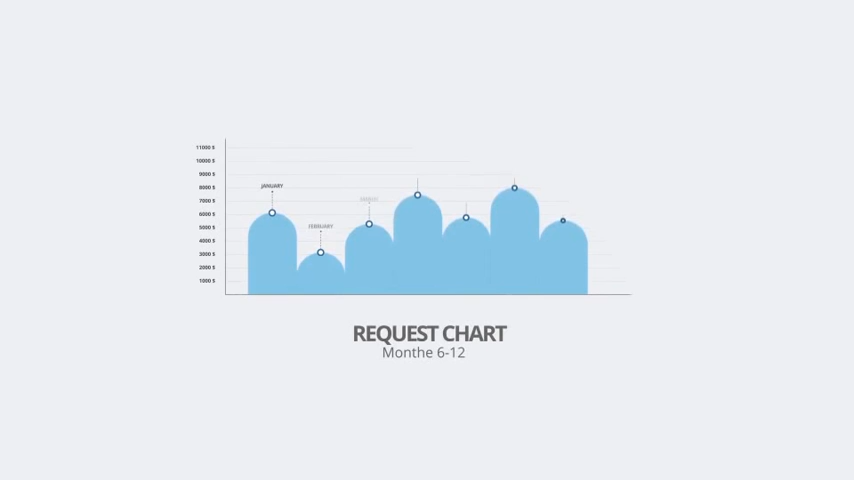 11000 $
10000 $
9000 $
8000 $
7000 $
6000 $
5000 $
4000 $
3000 $
2000 $
1000 $
JANUARY
FEBRUARY
REQUEST CHART
Monthe 6-12